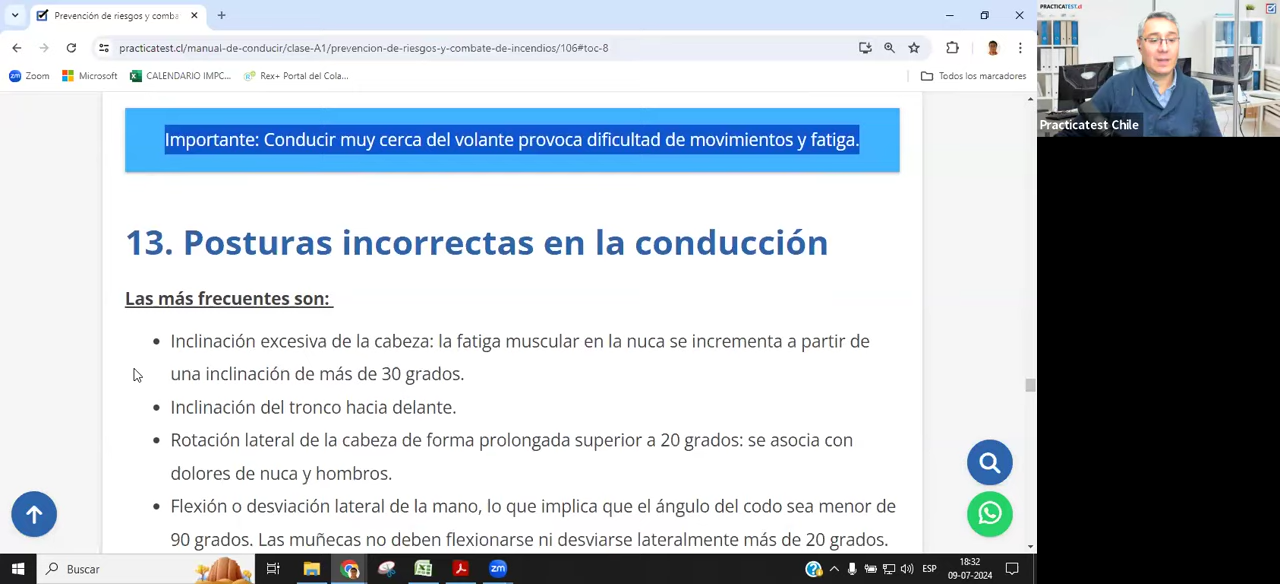 Prevención de riesgos y comba
practicatest.cl/manual-de-conducir/clase-A1/prevencion-de-riesgos-y-combate-de-incendios/106#toc-8
Zoom
Microsoft
CALENDARIO IMPC...
Rex+ Portal del Cola...
Todos los marcadores
PRACTICATEST.cl
Practicatest Chile
Importante: Conducir muy cerca del volante provoca dificultad de movimientos y fatiga.
13. Posturas incorrectas en la conducción
Las más frecuentes son:
• Inclinación excesiva de la cabeza: la fatiga muscular en la nuca se incrementa a partir de
una inclinación de más de 30 grados.
• Inclinación del tronco hacia delante.
• Rotación lateral de la cabeza de forma prolongada superior a 20 grados: se asocia con
dolores de nuca y hombros.
• Flexión o desviación lateral de la mano, lo que implica que el ángulo del codo sea menor de
90 grados. Las muñecas no deben flexionarse ni desviarse lateralmente más de 20 grados.
Buscar
zm
ESP
18:32
09-07-2024